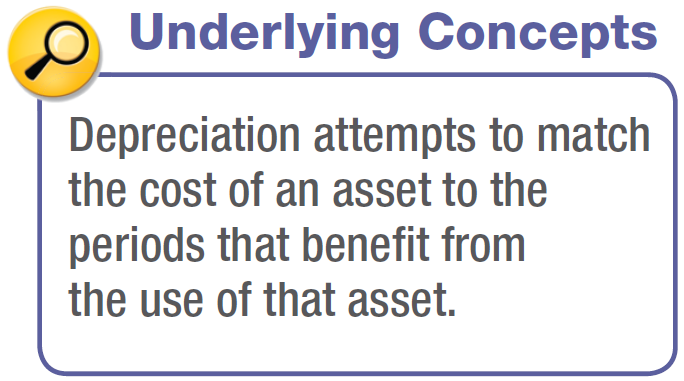 Underlying Concepts
Depreciation attempts to match
the cost of an asset to the
periods that benefit from
the use of that asset.